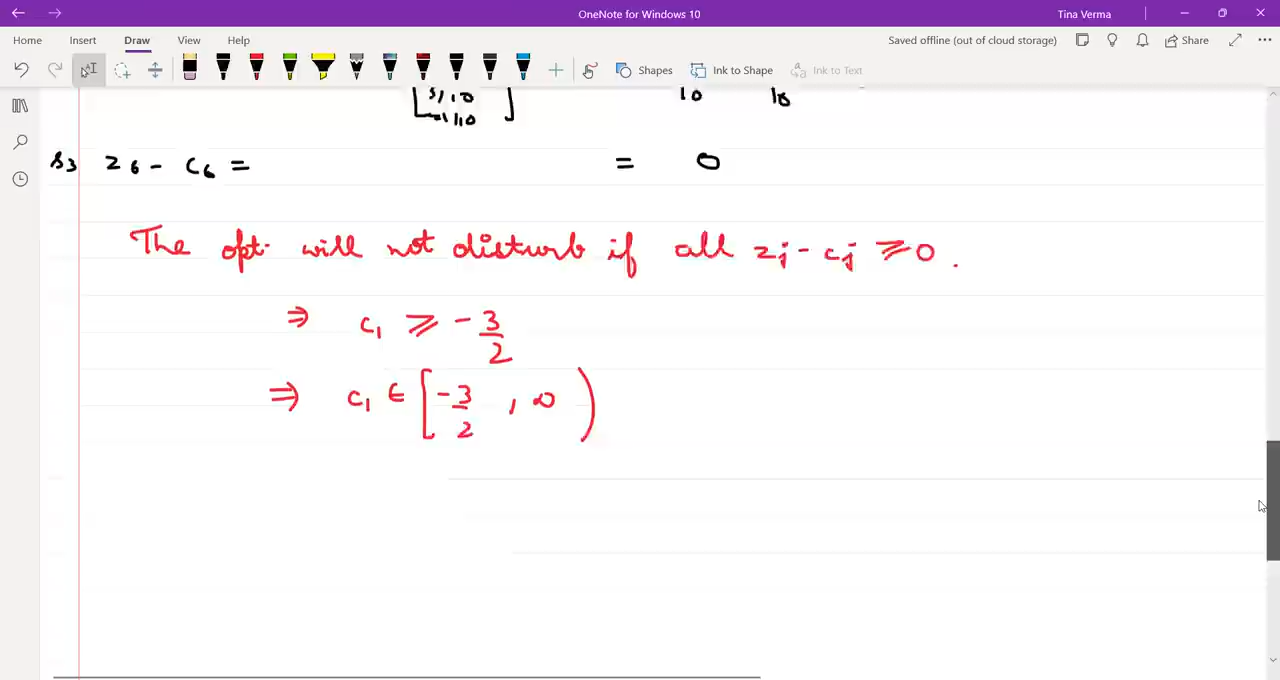 OneNote for Windows 10
Tina Verma
Home Insert Draw View Help
Saved offline (out of cloud storage)
Share
Shapes
Ink to Shape
Ink to Text
10 10
s3 z6 - c6 = = 0
The opt. will not disturb if all zj - cj ≥ 0 .
⇒ c1 ≥ - 3/2
⇒ c1 ∈ [ -3/2 , ∞ )